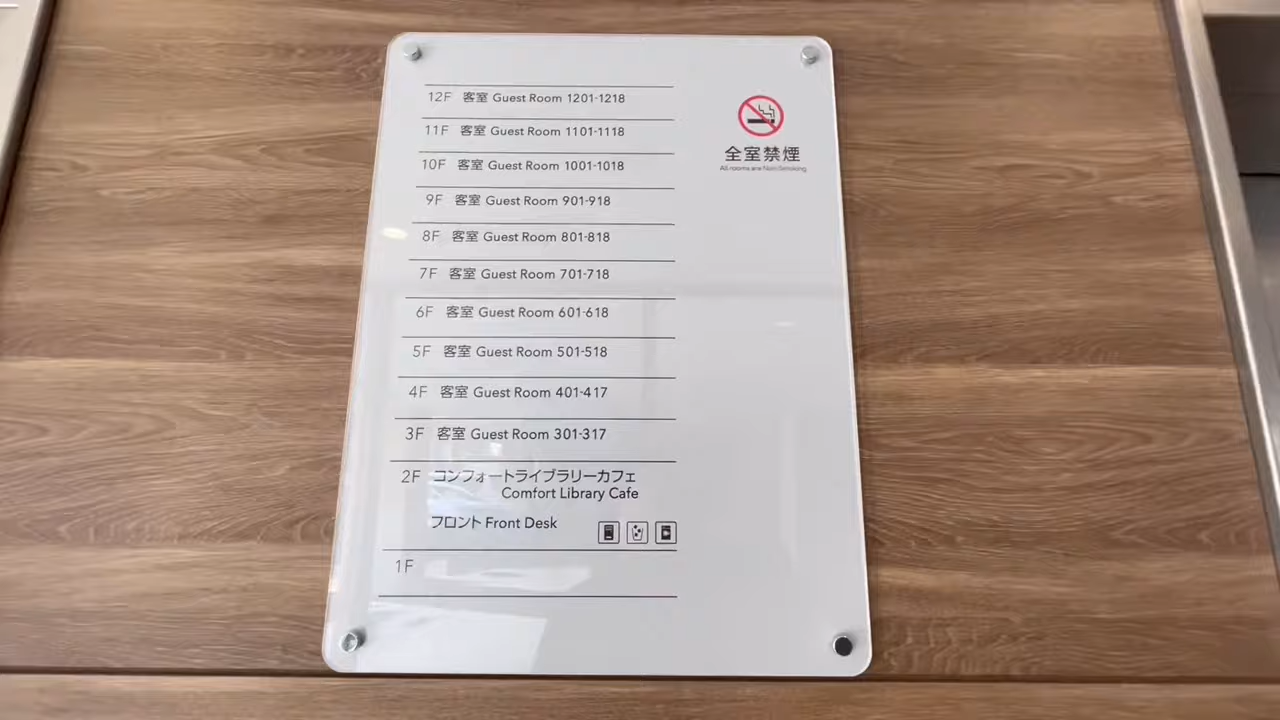 12F 客室 Guest Room 1201-1218
11F 客室 Guest Room 1101-1118
10F 客室 Guest Room 1001-1018
9F 客室 Guest Room 901-918
8F 客室 Guest Room 801-818
7F 客室 Guest Room 701-718
6F 客室 Guest Room 601-618
5F 客室 Guest Room 501-518
4F 客室 Guest Room 401-417
3F 客室 Guest Room 301-317
2F コンフォートライブラリーカフェ
Comfort Library Cafe
フロント Front Desk
1F
全室禁煙
All rooms are Non-Smoking